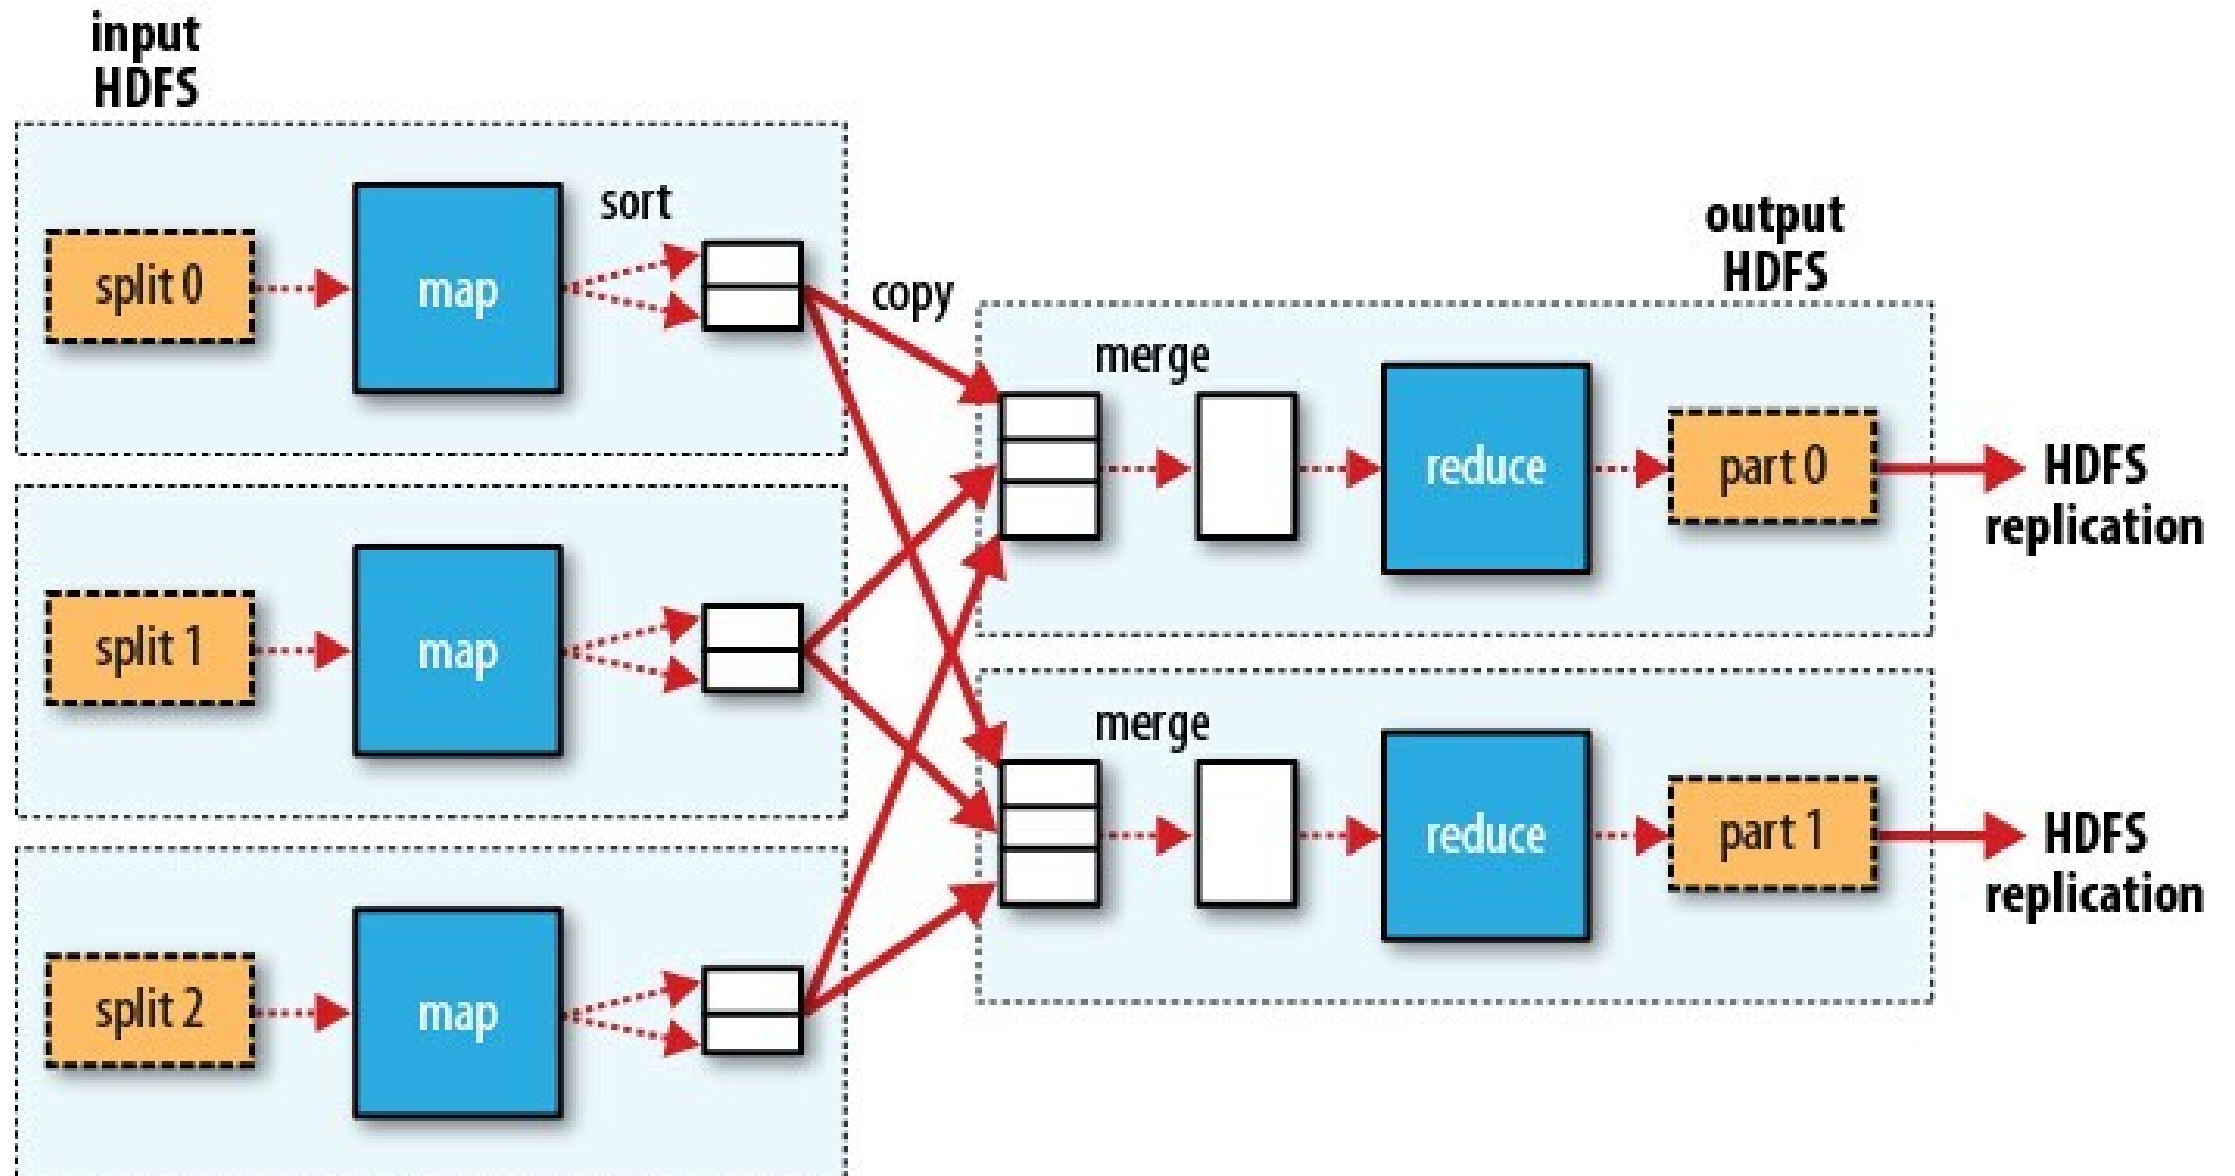 input
HDFS
split 0
map
sort
copy
split 1
map
split 2
map
output
HDFS
merge
reduce
part 0
HDFS
replication
merge
reduce
part 1
HDFS
replication